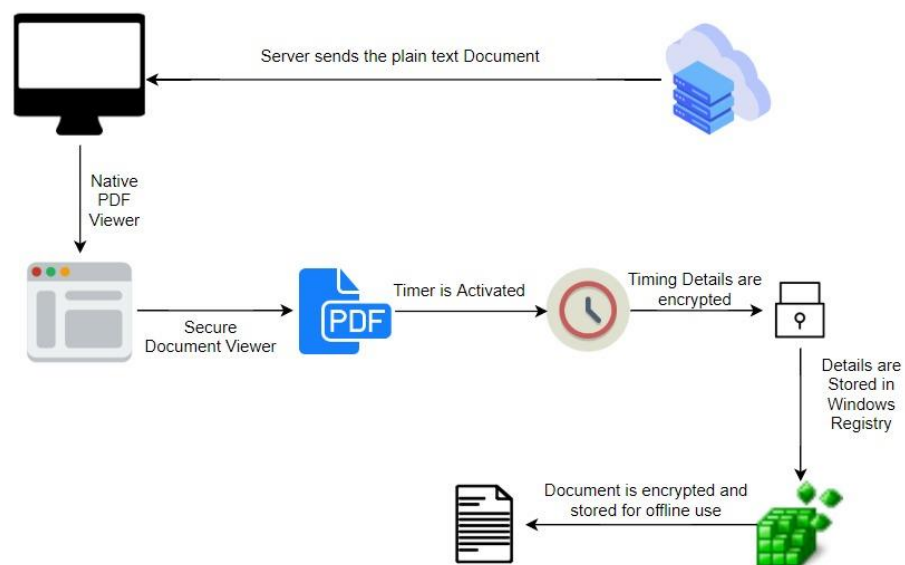 Server sends the plain text Document
Native
PDF
Viewer
Secure
Document Viewer
PDF
Timer is Activated
Timing Details are
encrypted
Details are
Stored in
Windows
Registry
Document is encrypted and
stored for offline use